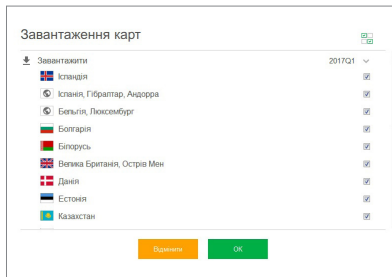 Завантаження карт
Завантажити 2017Q1
Ісландія
Іспанія, Гібралтар, Андорра
Бельгія, Люксембург
Болгарія
Білорусь
Велика Британія, Острів Мен
Данія
Естонія
Казахстан
Відмінити OK